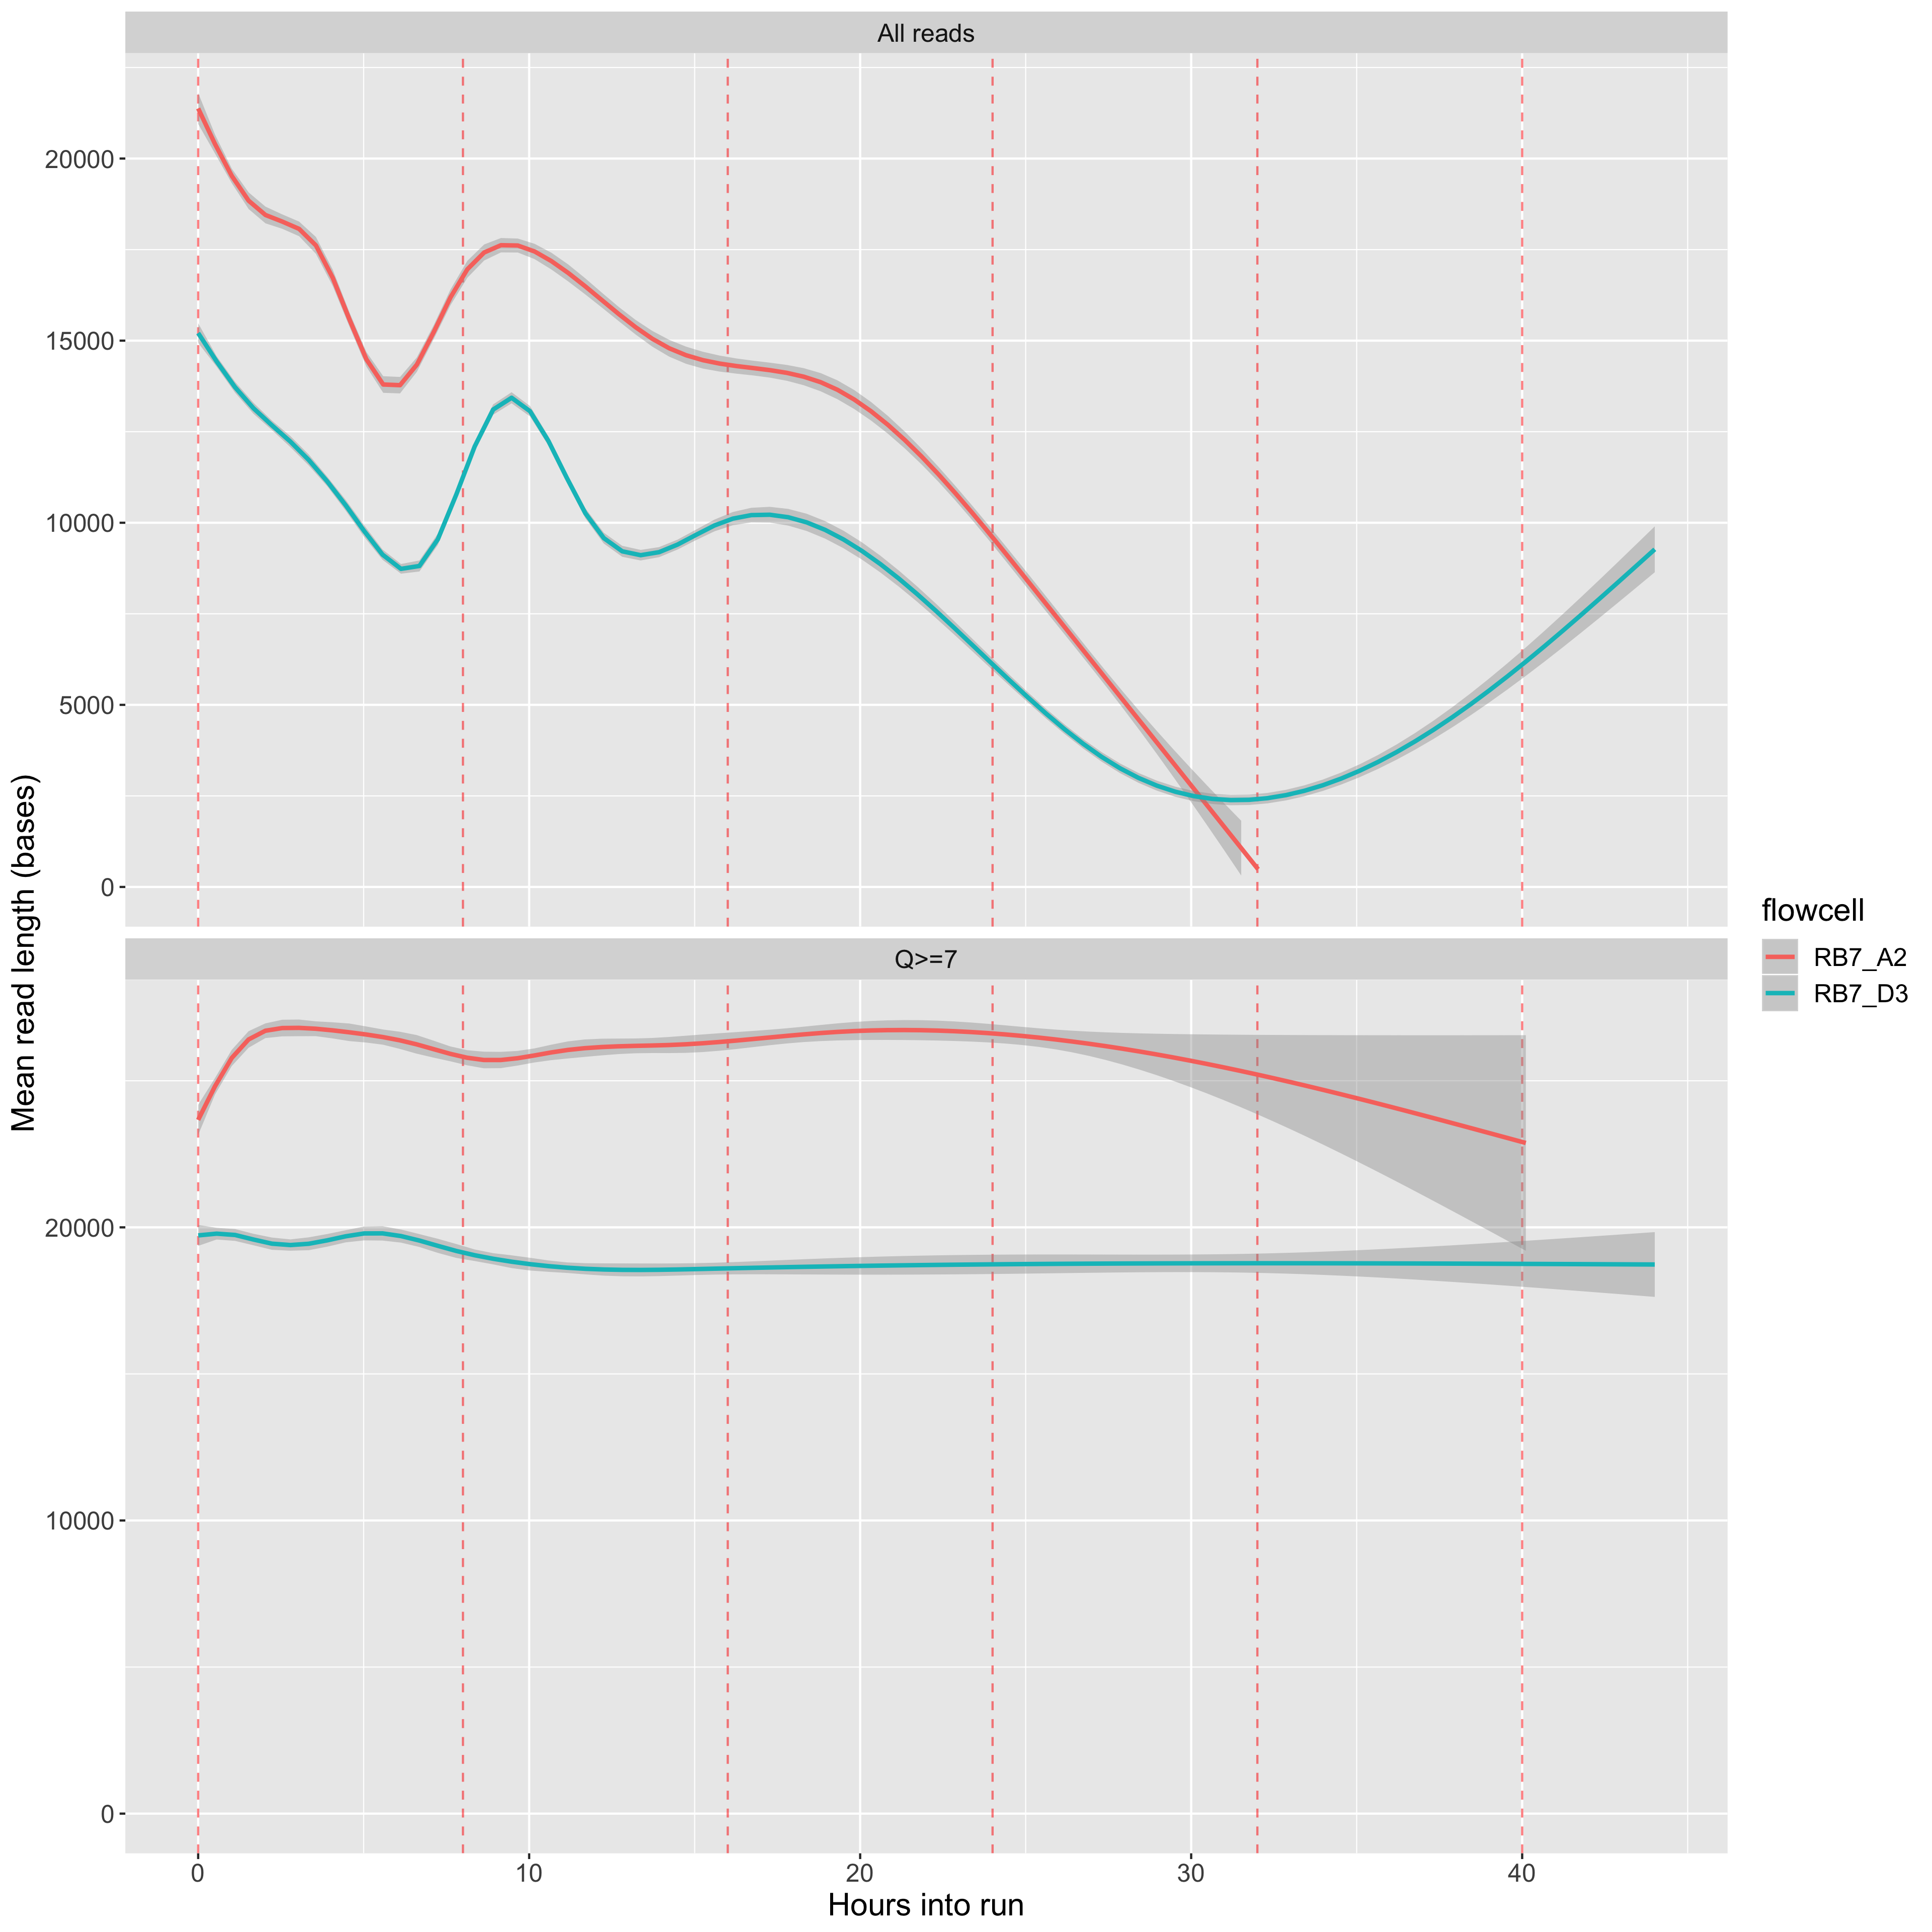 All reads
20000
15000
10000
5000
0
Mean read length (bases)
Q>=7
20000
10000
0
0 10 20 30 40
Hours into run
flowcell
RB7_A2
RB7_D3